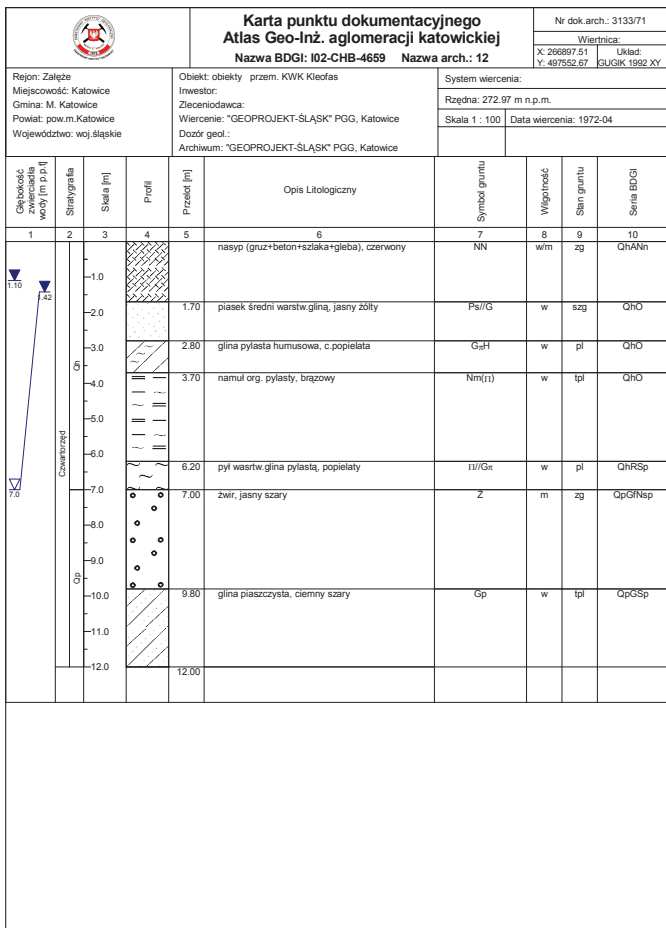 Karta punktu dokumentacyjnego
Atlas Geo-Inż. aglomeracji katowickiej
Nazwa BDGI: I02-CHB-4659 Nazwa arch.: 12
Nr dok.arch.: 3133/71
Wiertnica:
X: 266897.51
Y: 497552.67
Układ:
GUGIK 1992 XY
Rejon: Załęże
Miejscowość: Katowice
Gmina: M. Katowice
Powiat: pow.m.Katowice
Województwo: woj.śląskie
Obiekt: obiekty przem. KWK Kleofas
Inwestor:
Zleceniodawca:
Wiercenie: "GEOPROJEKT-ŚLĄSK" PGG, Katowice
Dozór geol.:
Archiwum: "GEOPROJEKT-ŚLĄSK" PGG, Katowice
System wiercenia:
Rzędna: 272.97 m n.p.m.
Skala 1 : 100 Data wiercenia: 1972-04
Głębokość
zwierciadła
wody [m p.p.t]
Stratygrafia
Skala [m]
Profil
Przelot [m]
Opis Litologiczny
Symbol gruntu
Wilgotność
Stan gruntu
Seria BDGI
1 2 3 4 5 6 7 8 9 10
nasyp (gruz+beton+szlaka+gleba), czerwony NN w/m zg QhANn
1.10
1.42
7.0
Czwartorzęd
Qh
Qp
1.0
2.0
3.0
4.0
5.0
6.0
7.0
8.0
9.0
10.0
11.0
12.0
1.70 piasek średni warstw.gliną, jasny żółty Ps//G w szg QhO
2.80 glina pylasta humusowa, c.popielata GπH w pl QhO
3.70 namuł org. pylasty, brązowy Nm(Π) w tpl QhO
6.20 pył wasrtw.glina pylastą, popielaty Π//Gπ w pl QhRSp
7.00 żwir, jasny szary Ż m zg QpGfNsp
9.80 glina piaszczysta, ciemny szary Gp w tpl QpGSp
12.00